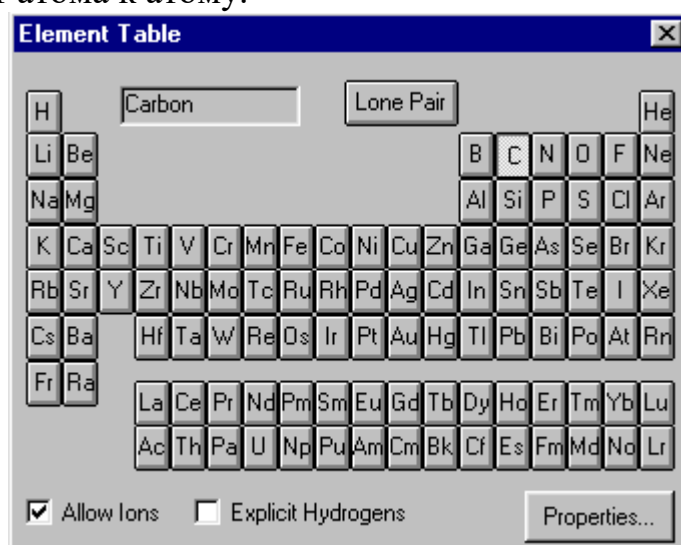 атома к атому.
Element Table
Carbon Lone Pair
H He
Li Be B C N O F Ne
Na Mg Al Si P S Cl Ar
K Ca Sc Ti V Cr Mn Fe Co Ni Cu Zn Ga Ge As Se Br Kr
Rb Sr Y Zr Nb Mo Tc Ru Rh Pd Ag Cd In Sn Sb Te I Xe
Cs Ba Hf Ta W Re Os Ir Pt Au Hg Tl Pb Bi Po At Rn
Fr Ra
La Ce Pr Nd Pm Sm Eu Gd Tb Dy Ho Er Tm Yb Lu
Ac Th Pa U Np Pu Am Cm Bk Cf Es Fm Md No Lr
Allow Ions Explicit Hydrogens Properties...